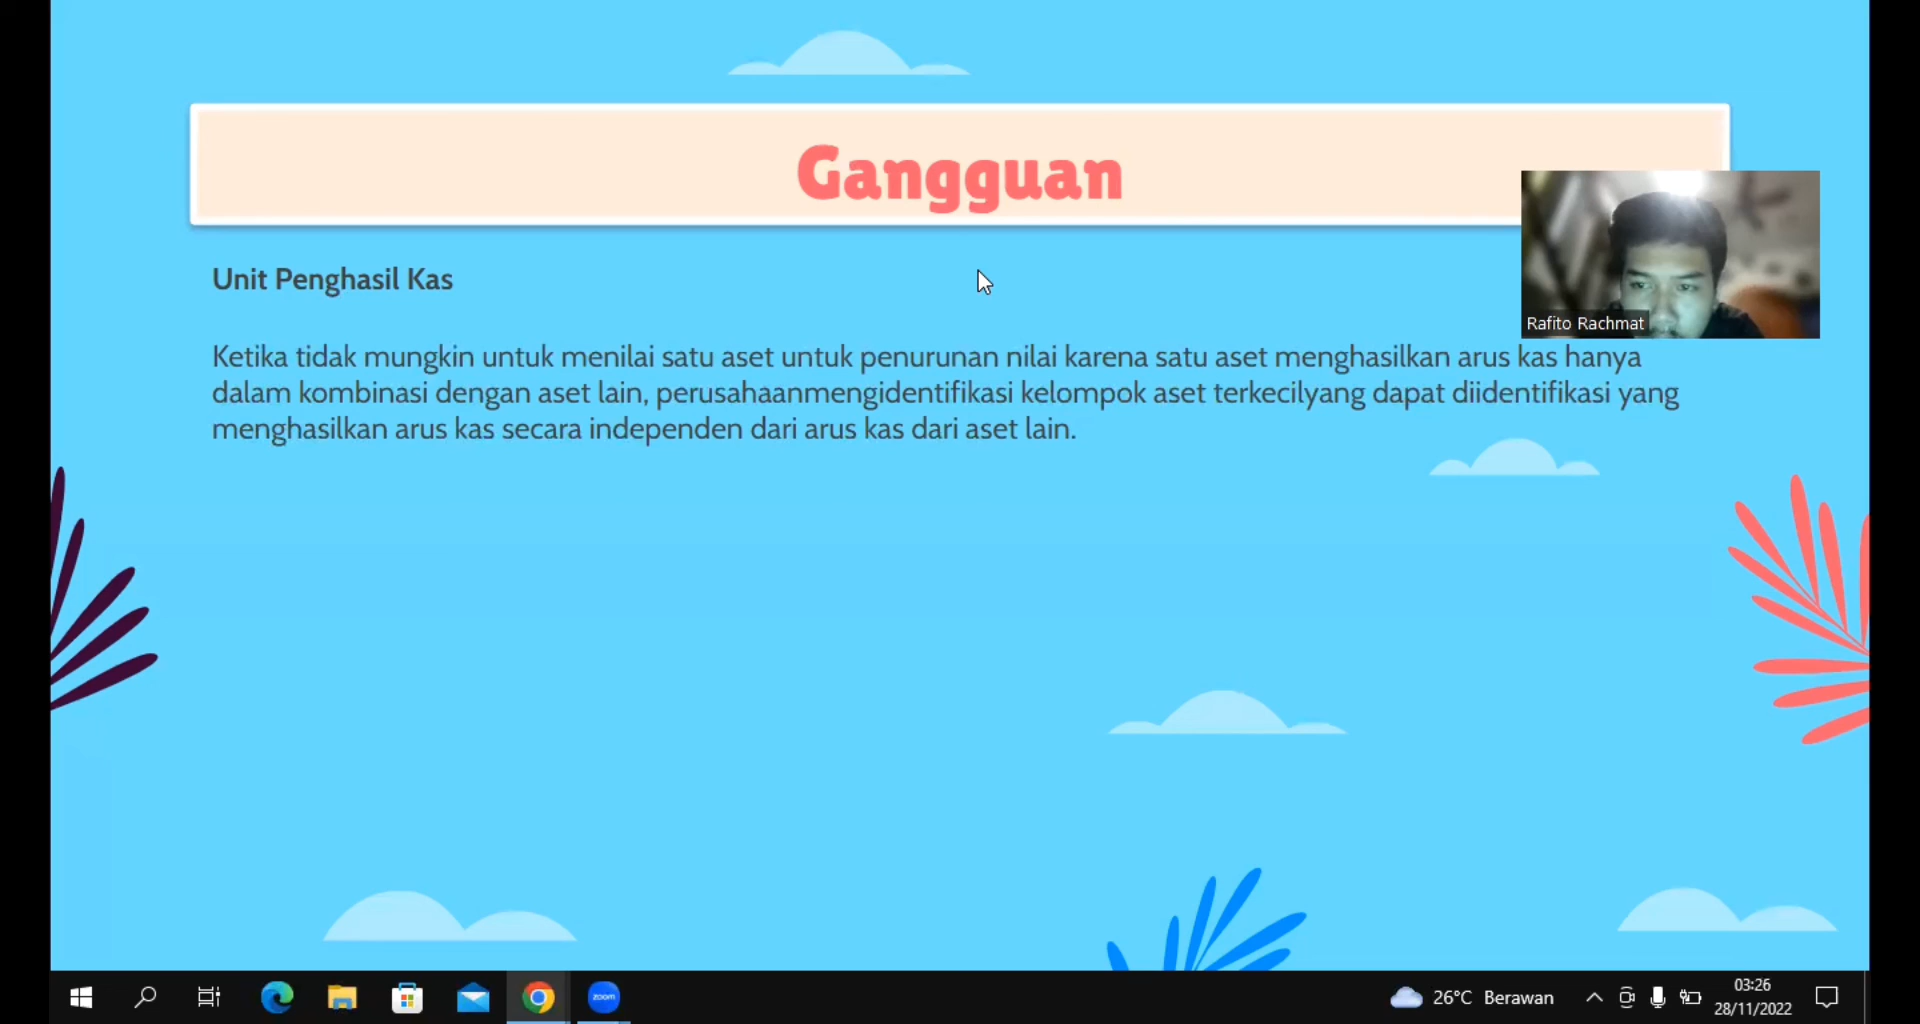 Gangguan
Unit Penghasil Kas
Rafito Rachmat
Ketika tidak mungkin untuk menilai satu aset untuk penurunan nilai karena satu aset menghasilkan arus kas hanya
dalam kombinasi dengan aset lain, perusahaanmengidentifikasi kelompok aset terkecilyang dapat diidentifikasi yang
menghasilkan arus kas secara independen dari arus kas dari aset lain.
zoom
26°C Berawan
03:26
28/11/2022